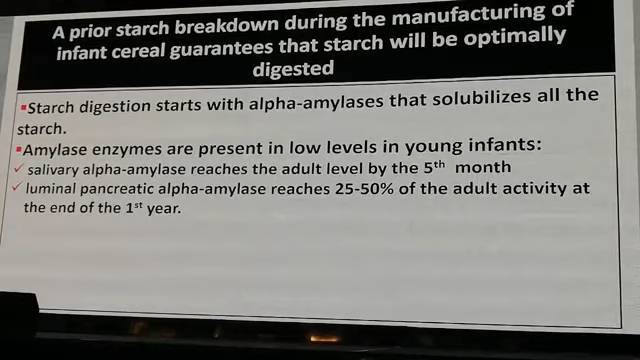 A prior starch breakdown during the manufacturing of
infant cereal guarantees that starch will be optimally
digested
▪Starch digestion starts with alpha-amylases that solubilizes all the
starch.
▪Amylase enzymes are present in low levels in young infants:
✓ salivary alpha-amylase reaches the adult level by the 5th month
✓ luminal pancreatic alpha-amylase reaches 25-50% of the adult activity at
the end of the 1st year.